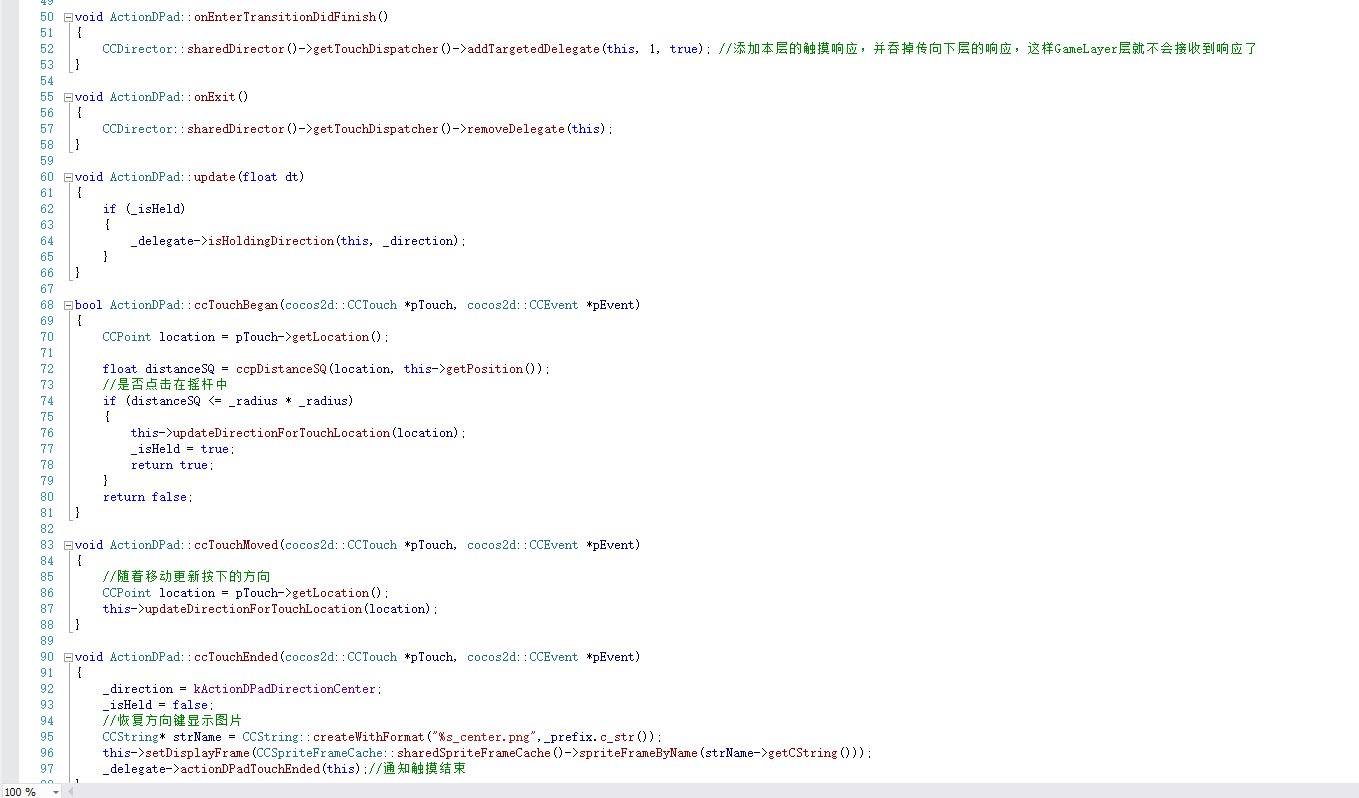 49
50 void ActionDPad::onEnterTransitionDidFinish()
51 {
52 CCDirector::sharedDirector()->getTouchDispatcher()->addTargetedDelegate(this, 1, true); //添加本层的触摸响应，并吞掉传向下层的响应，这样GameLayer层就不会接收到响应了
53 }
54
55 void ActionDPad::onExit()
56 {
57 CCDirector::sharedDirector()->getTouchDispatcher()->removeDelegate(this);
58 }
59
60 void ActionDPad::update(float dt)
61 {
62 if (_isHeld)
63 {
64 _delegate->isHoldingDirection(this, _direction);
65 }
66 }
67
68 bool ActionDPad::ccTouchBegan(cocos2d::CCTouch *pTouch, cocos2d::CCEvent *pEvent)
69 {
70 CCPoint location = pTouch->getLocation();
71
72 float distanceSQ = ccpDistanceSQ(location, this->getPosition());
73 //是否点击在摇杆中
74 if (distanceSQ <= _radius * _radius)
75 {
76 this->updateDirectionForTouchLocation(location);
77 _isHeld = true;
78 return true;
79 }
80 return false;
81 }
82
83 void ActionDPad::ccTouchMoved(cocos2d::CCTouch *pTouch, cocos2d::CCEvent *pEvent)
84 {
85 //随着移动更新按下的方向
86 CCPoint location = pTouch->getLocation();
87 this->updateDirectionForTouchLocation(location);
88 }
89
90 void ActionDPad::ccTouchEnded(cocos2d::CCTouch *pTouch, cocos2d::CCEvent *pEvent)
91 {
92 _direction = kActionDPadDirectionCenter;
93 _isHeld = false;
94 //恢复方向键显示图片
95 CCString* strName = CCString::createWithFormat("%s_center.png",_prefix.c_str());
96 this->setDisplayFrame(CCSpriteFrameCache::sharedSpriteFrameCache()->spriteFrameByName(strName->getCString()));
97 _delegate->actionDPadTouchEnded(this);//通知触摸结束
100 %